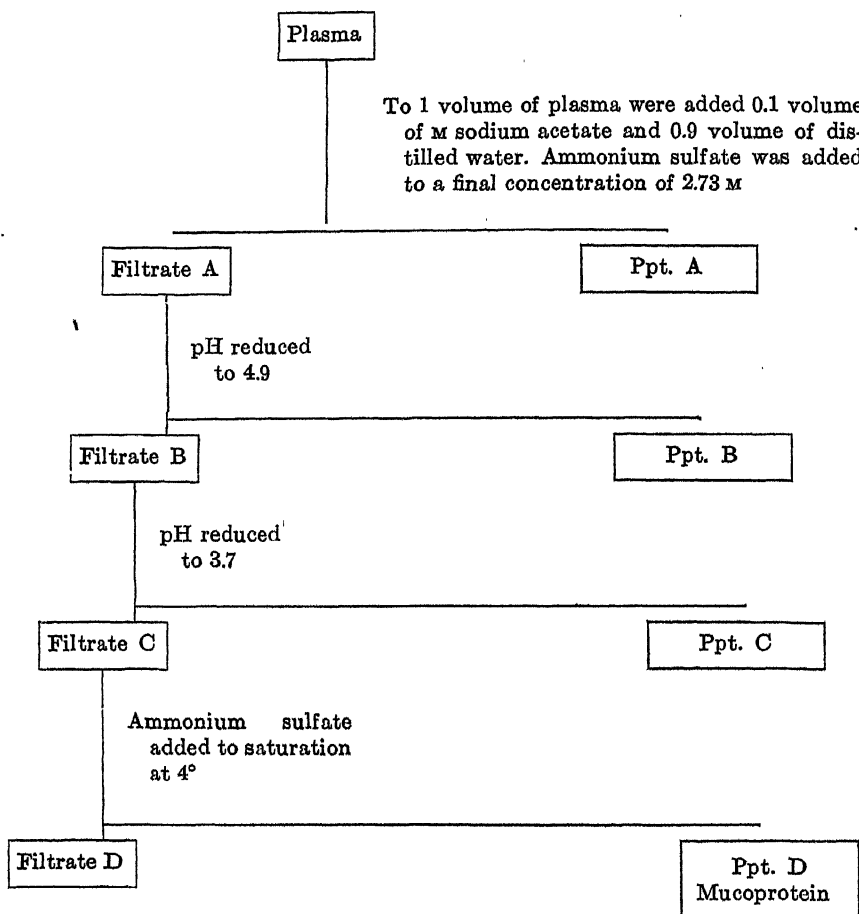 Plasma
To 1 volume of plasma were added 0.1 volume
of M sodium acetate and 0.9 volume of dis-
tilled water. Ammonium sulfate was added
to a final concentration of 2.73 M
Filtrate A
Ppt. A
pH reduced
to 4.9
Filtrate B
Ppt. B
pH reduced
to 3.7
Filtrate C
Ppt. C
Ammonium sulfate
added to saturation
at 4°
Filtrate D
Ppt. D
Mucoprotein